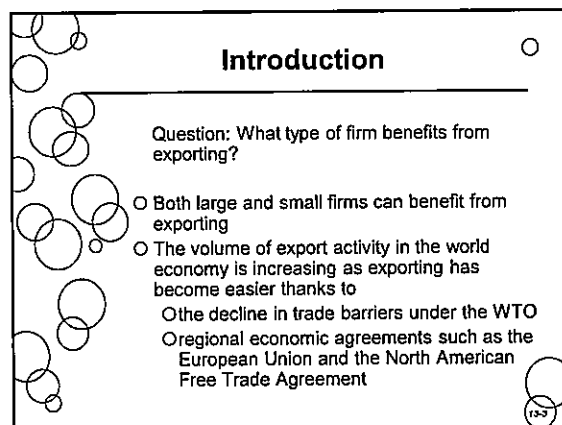 Introduction
Question: What type of firm benefits from
exporting?
Both large and small firms can benefit from
exporting
The volume of export activity in the world
economy is increasing as exporting has
become easier thanks to
the decline in trade barriers under the WTO
regional economic agreements such as the
European Union and the North American
Free Trade Agreement
13-3